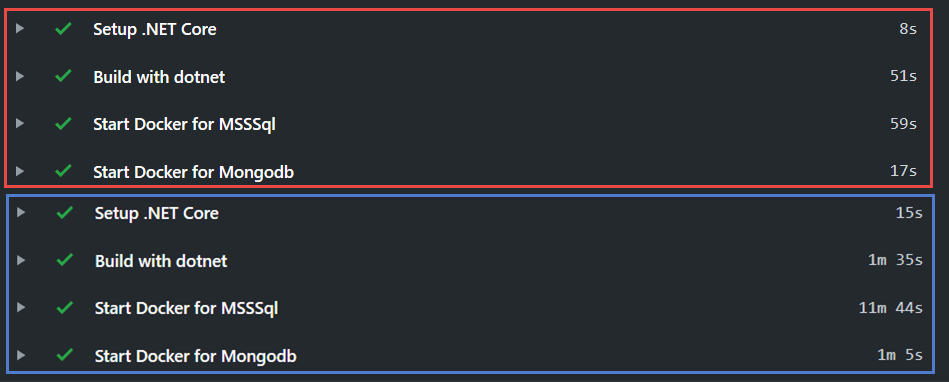 Setup .NET Core 8s
Build with dotnet 51s
Start Docker for MSSSql 59s
Start Docker for Mongodb 17s
Setup .NET Core 15s
Build with dotnet 1m 35s
Start Docker for MSSSql 11m 44s
Start Docker for Mongodb 1m 5s